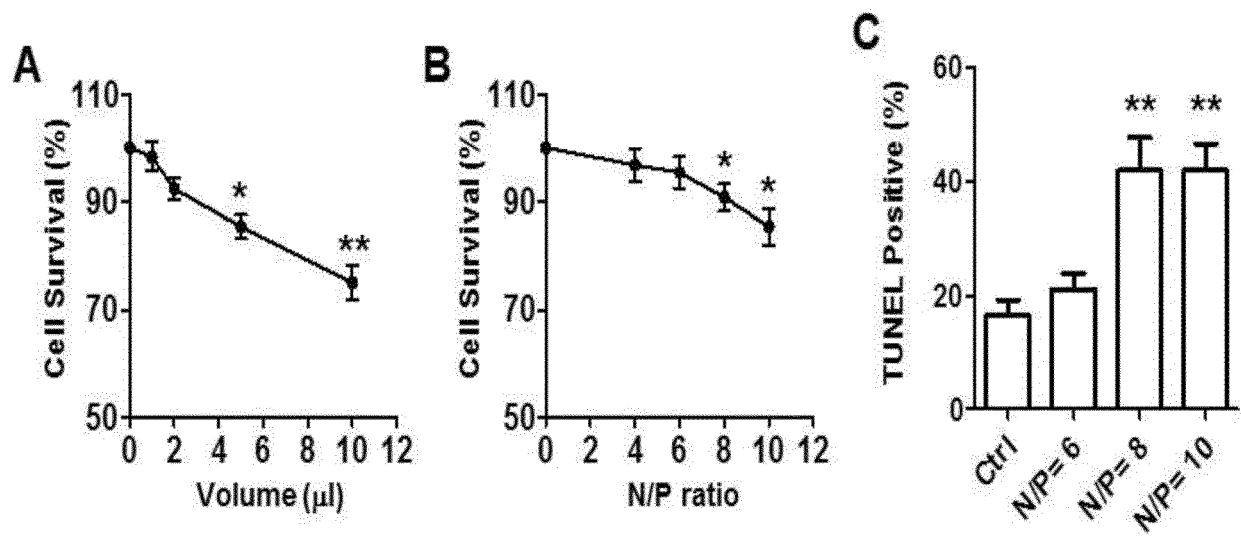 A
Cell Survival (%)
110
90
70
50
0 2 4 6 8 10 12
Volume (μl)
*
**
B
Cell Survival (%)
110
90
70
50
0 2 4 6 8 10 12
N/P ratio
*
*
C
TUNEL Positive (%)
60
40
20
0
**
**
Ctrl
N/P= 6
N/P= 8
N/P= 10